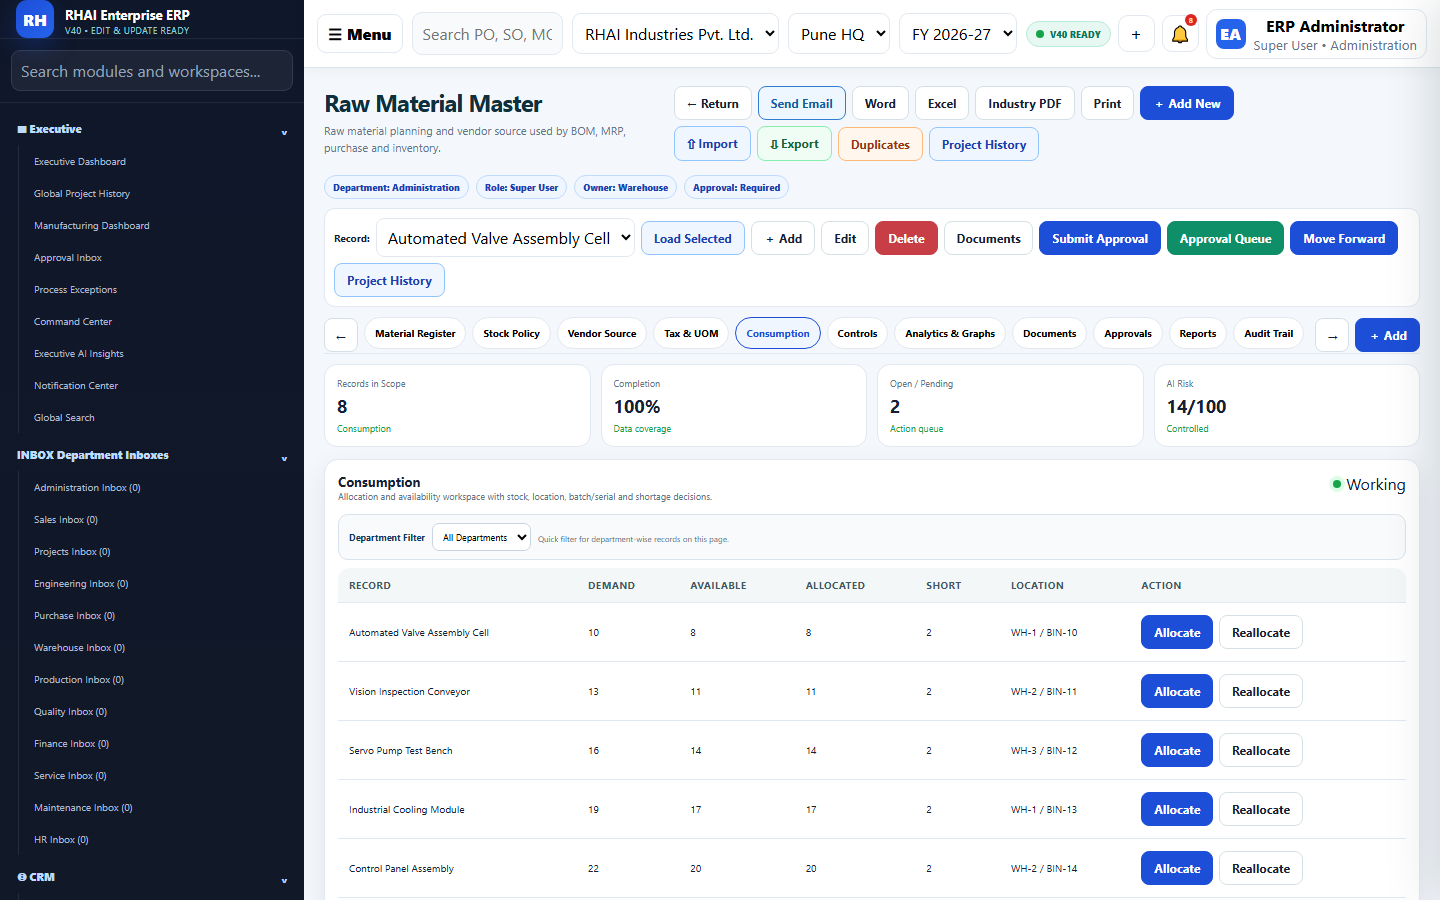 RH
RHAI Enterprise ERP
V40 • EDIT & UPDATE READY
Search modules and workspaces...
Executive
Executive Dashboard
Global Project History
Manufacturing Dashboard
Approval Inbox
Process Exceptions
Command Center
Executive AI Insights
Notification Center
Global Search
INBOX Department Inboxes
Administration Inbox (0)
Sales Inbox (0)
Projects Inbox (0)
Engineering Inbox (0)
Purchase Inbox (0)
Warehouse Inbox (0)
Production Inbox (0)
Quality Inbox (0)
Finance Inbox (0)
Service Inbox (0)
Maintenance Inbox (0)
HR Inbox (0)
CRM
☰ Menu
Search PO, SO, MC
RHAI Industries Pvt. Ltd.
Pune HQ
FY 2026-27
V40 READY
+
8
EA
ERP Administrator
Super User • Administration
Raw Material Master
Raw material planning and vendor source used by BOM, MRP,
purchase and inventory.
← Return
Send Email
Word
Excel
Industry PDF
Print
+ Add New
⇧ Import
⇩ Export
Duplicates
Project History
Department: Administration
Role: Super User
Owner: Warehouse
Approval: Required
Record:
Automated Valve Assembly Cell
Load Selected
+ Add
Edit
Delete
Documents
Submit Approval
Approval Queue
Move Forward
Project History
←
Material Register
Stock Policy
Vendor Source
Tax & UOM
Consumption
Controls
Analytics & Graphs
Documents
Approvals
Reports
Audit Trail
→
+ Add
Records in Scope
8
Consumption
Completion
100%
Data coverage
Open / Pending
2
Action queue
AI Risk
14/100
Controlled
Consumption
Allocation and availability workspace with stock, location, batch/serial and shortage decisions.
Working
Department Filter
All Departments
Quick filter for department-wise records on this page.
RECORD DEMAND AVAILABLE ALLOCATED SHORT LOCATION ACTION
Automated Valve Assembly Cell 10 8 8 2 WH-1 / BIN-10 Allocate Reallocate
Vision Inspection Conveyor 13 11 11 2 WH-2 / BIN-11 Allocate Reallocate
Servo Pump Test Bench 16 14 14 2 WH-3 / BIN-12 Allocate Reallocate
Industrial Cooling Module 19 17 17 2 WH-1 / BIN-13 Allocate Reallocate
Control Panel Assembly 22 20 20 2 WH-2 / BIN-14 Allocate Reallocate